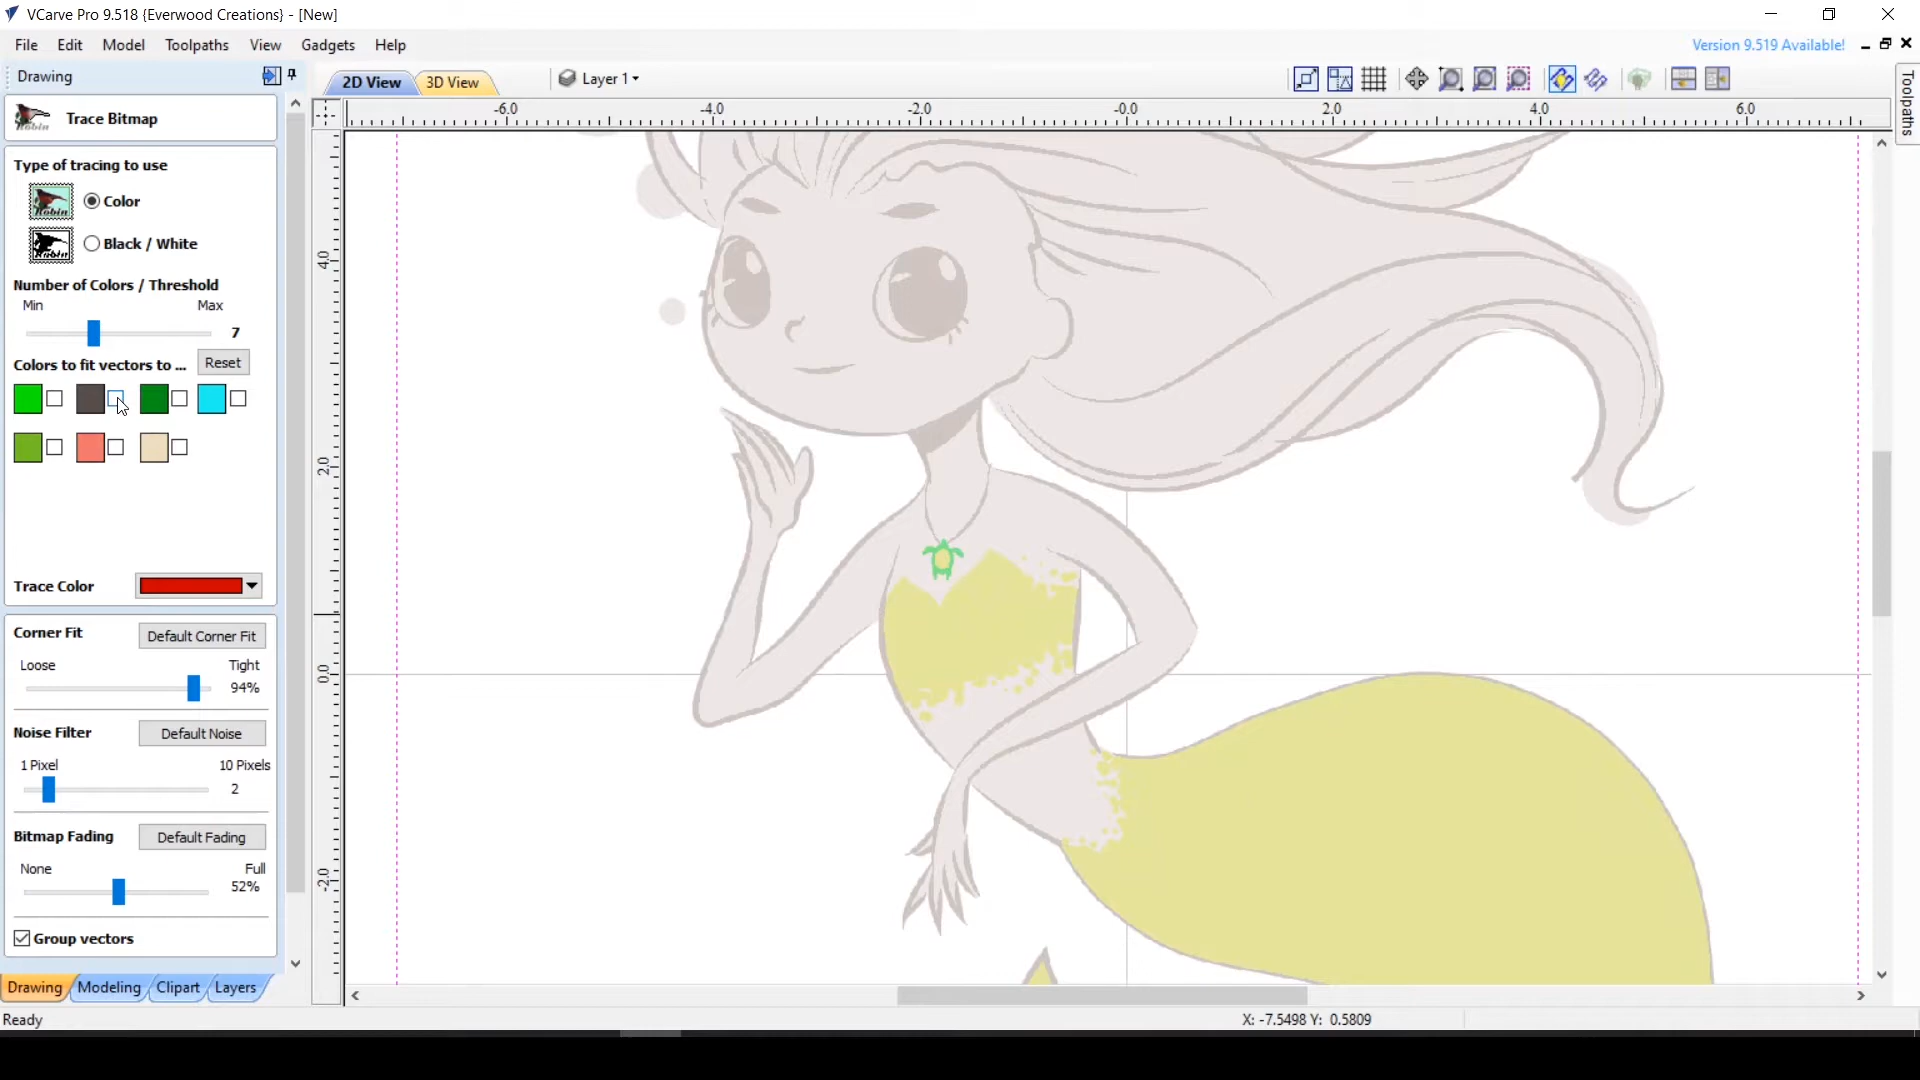 VCarve Pro 9.518 {Everwood Creations} - [New]
File Edit Model Toolpaths View Gadgets Help
Version 9.519 Available!
Drawing
2D View 3D View Layer 1
Toolpaths
Trace Bitmap
-6.0 -4.0 -2.0 -0.0 2.0 4.0 6.0
4.0
2.0
0.0
-2.0
Type of tracing to use
Robin
Color
Robin
Black / White
Number of Colors / Threshold
Min Max
7
Colors to fit vectors to ... Reset
Trace Color
Corner Fit Default Corner Fit
Loose Tight
94%
Noise Filter Default Noise
1 Pixel 10 Pixels
2
Bitmap Fading Default Fading
None Full
52%
Group vectors
Drawing Modeling Clipart Layers
Ready
X: -7.5498 Y: 0.5809